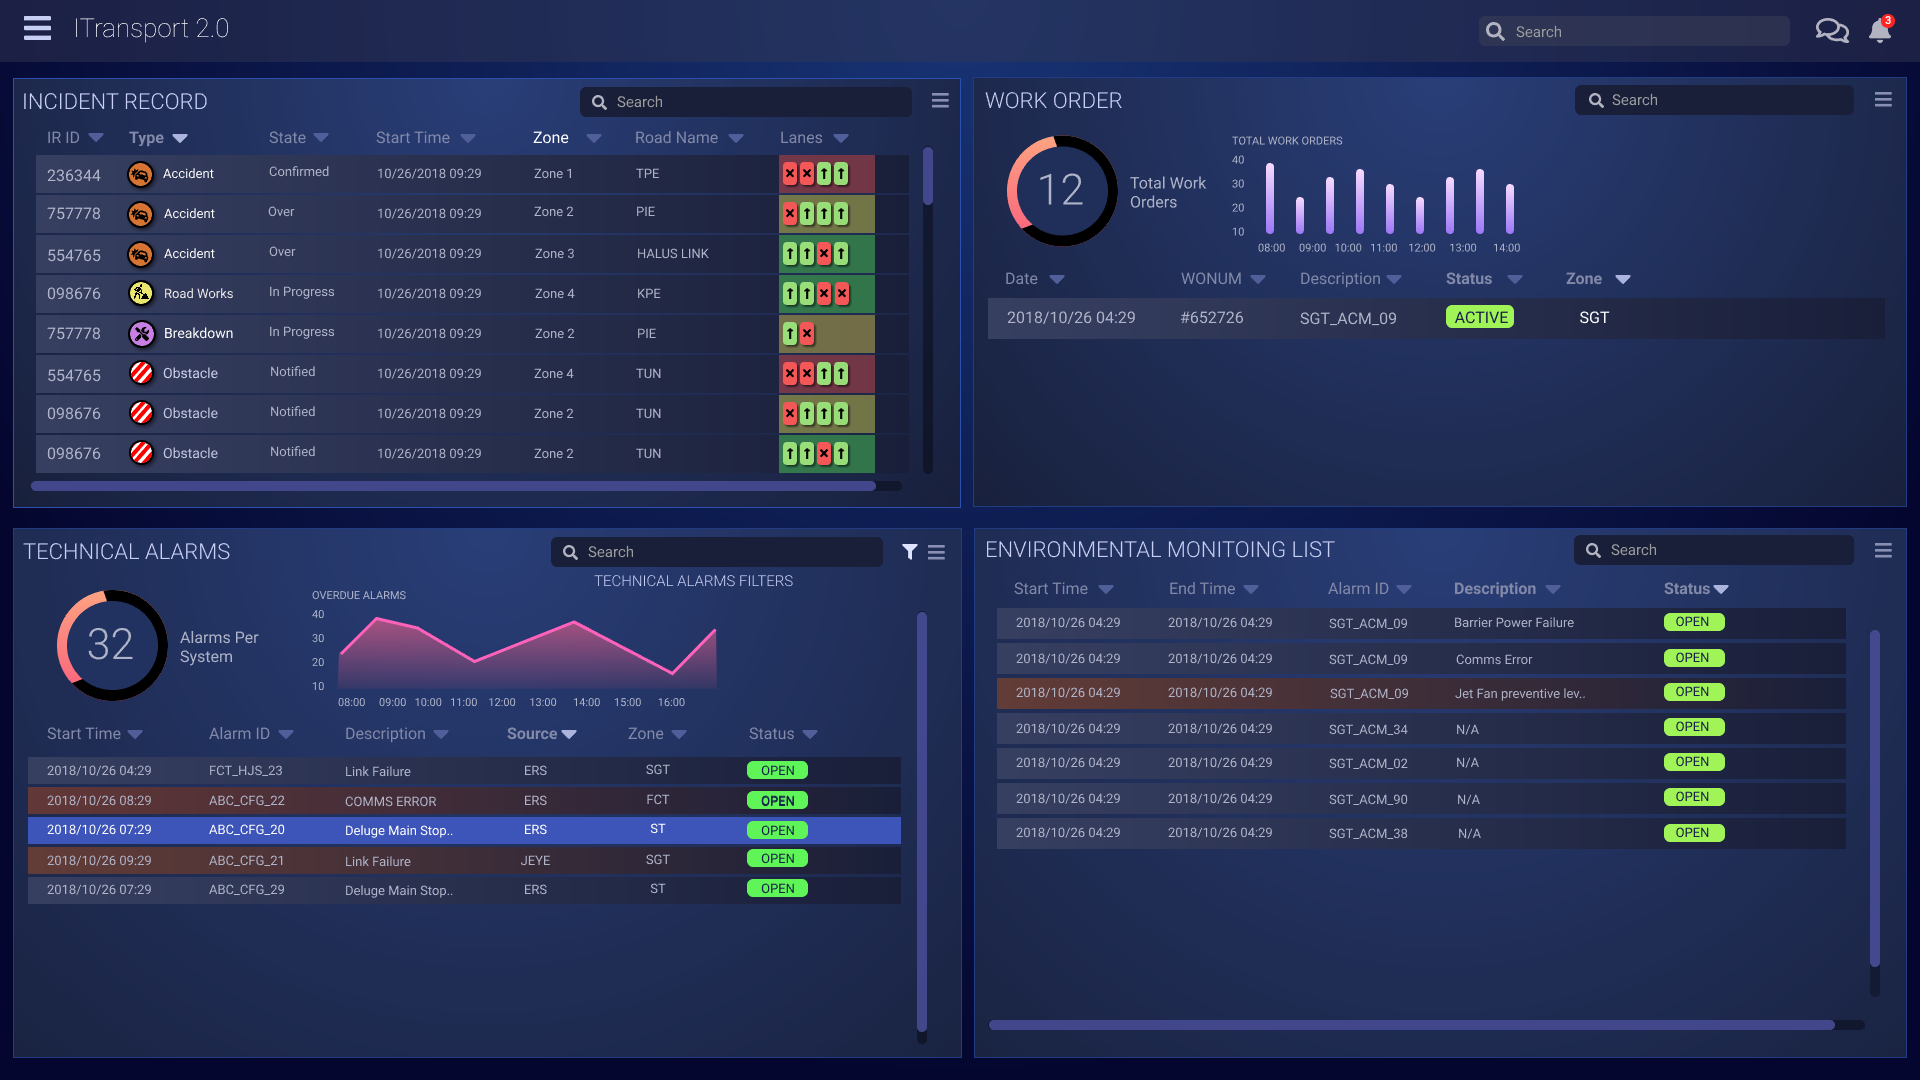 ITransport 2.0
Search
3
INCIDENT RECORD
Search
IR ID Type State Start Time Zone Road Name Lanes
236344 Accident Confirmed 10/26/2018 09:29 Zone 1 TPE
757778 Accident Over 10/26/2018 09:29 Zone 2 PIE
554765 Accident Over 10/26/2018 09:29 Zone 3 HALUS LINK
098676 Road Works In Progress 10/26/2018 09:29 Zone 4 KPE
757778 Breakdown In Progress 10/26/2018 09:29 Zone 2 PIE
554765 Obstacle Notified 10/26/2018 09:29 Zone 4 TUN
098676 Obstacle Notified 10/26/2018 09:29 Zone 2 TUN
098676 Obstacle Notified 10/26/2018 09:29 Zone 2 TUN
WORK ORDER
Search
12
Total Work
Orders
TOTAL WORK ORDERS
40
30
20
10
08:00 09:00 10:00 11:00 12:00 13:00 14:00
Date WONUM Description Status Zone
2018/10/26 04:29 #652726 SGT_ACM_09 ACTIVE SGT
TECHNICAL ALARMS
Search
TECHNICAL ALARMS FILTERS
32
Alarms Per
System
OVERDUE ALARMS
40
30
20
10
08:00 09:00 10:00 11:00 12:00 13:00 14:00 15:00 16:00
Start Time Alarm ID Description Source Zone Status
2018/10/26 04:29 FCT_HJS_23 Link Failure ERS SGT OPEN
2018/10/26 08:29 ABC_CFG_22 COMMS ERROR ERS FCT OPEN
2018/10/26 07:29 ABC_CFG_20 Deluge Main Stop.. ERS ST OPEN
2018/10/26 09:29 ABC_CFG_21 Link Failure JEYE SGT OPEN
2018/10/26 07:29 ABC_CFG_29 Deluge Main Stop.. ERS ST OPEN
ENVIRONMENTAL MONITOING LIST
Search
Start Time End Time Alarm ID Description Status
2018/10/26 04:29 2018/10/26 04:29 SGT_ACM_09 Barrier Power Failure OPEN
2018/10/26 04:29 2018/10/26 04:29 SGT_ACM_09 Comms Error OPEN
2018/10/26 04:29 2018/10/26 04:29 SGT_ACM_09 Jet Fan preventive lev.. OPEN
2018/10/26 04:29 2018/10/26 04:29 SGT_ACM_34 N/A OPEN
2018/10/26 04:29 2018/10/26 04:29 SGT_ACM_02 N/A OPEN
2018/10/26 04:29 2018/10/26 04:29 SGT_ACM_90 N/A OPEN
2018/10/26 04:29 2018/10/26 04:29 SGT_ACM_38 N/A OPEN